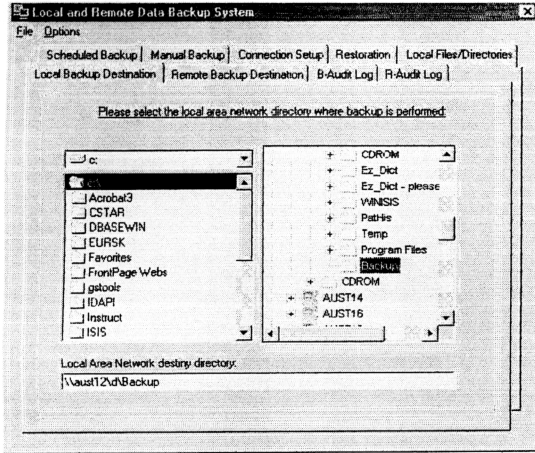 Local and Remote Data Backup System
File Options
Scheduled Backup Manual Backup Connection Setup Restoration Local Files/Directories
Local Backup Destination Remote Backup Destination B-Audit Log R-Audit Log
Please select the local area network directory where backup is performed:
c:
c:\
Acrobat3
CSTAR
DBASEWIN
EURSK
Favorites
FrontPage Webs
gstools
IDAPI
Instruct
ISIS
CDROM
Ez_Dict
Ez_Dict - please
WINISIS
PatHis
Temp
Program Files
Backup
CDROM
AUST14
AUST16
Local Area Network destiny directory:
\\aust12\d\Backup